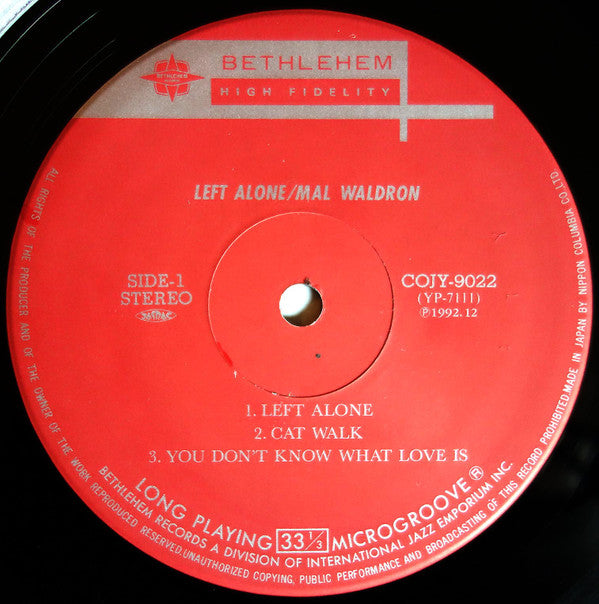 BETHLEHEM
BETHLEHEM
HIGH FIDELITY
LEFT ALONE/MAL WALDRON
SIDE-1
STEREO
COJY-9022
(YP-7111)
℗1992.12
1. LEFT ALONE
2. CAT WALK
3. YOU DON'T KNOW WHAT LOVE IS
LONG PLAYING 33 1/3 MICROGROOVE®
BETHLEHEM RECORDS A DIVISION OF INTERNATIONAL JAZZ EMPORIUM INC.
ALL RIGHTS OF THE PRODUCER AND OF THE OWNER OF THE WORK REPRODUCED RESERVED.UNAUTHORIZED COPYING, PUBLIC PERFORMANCE AND BROADCASTING OF THIS RECORD PROHIBITED.MADE IN JAPAN BY NIPPON COLUMBIA CO.LTD.